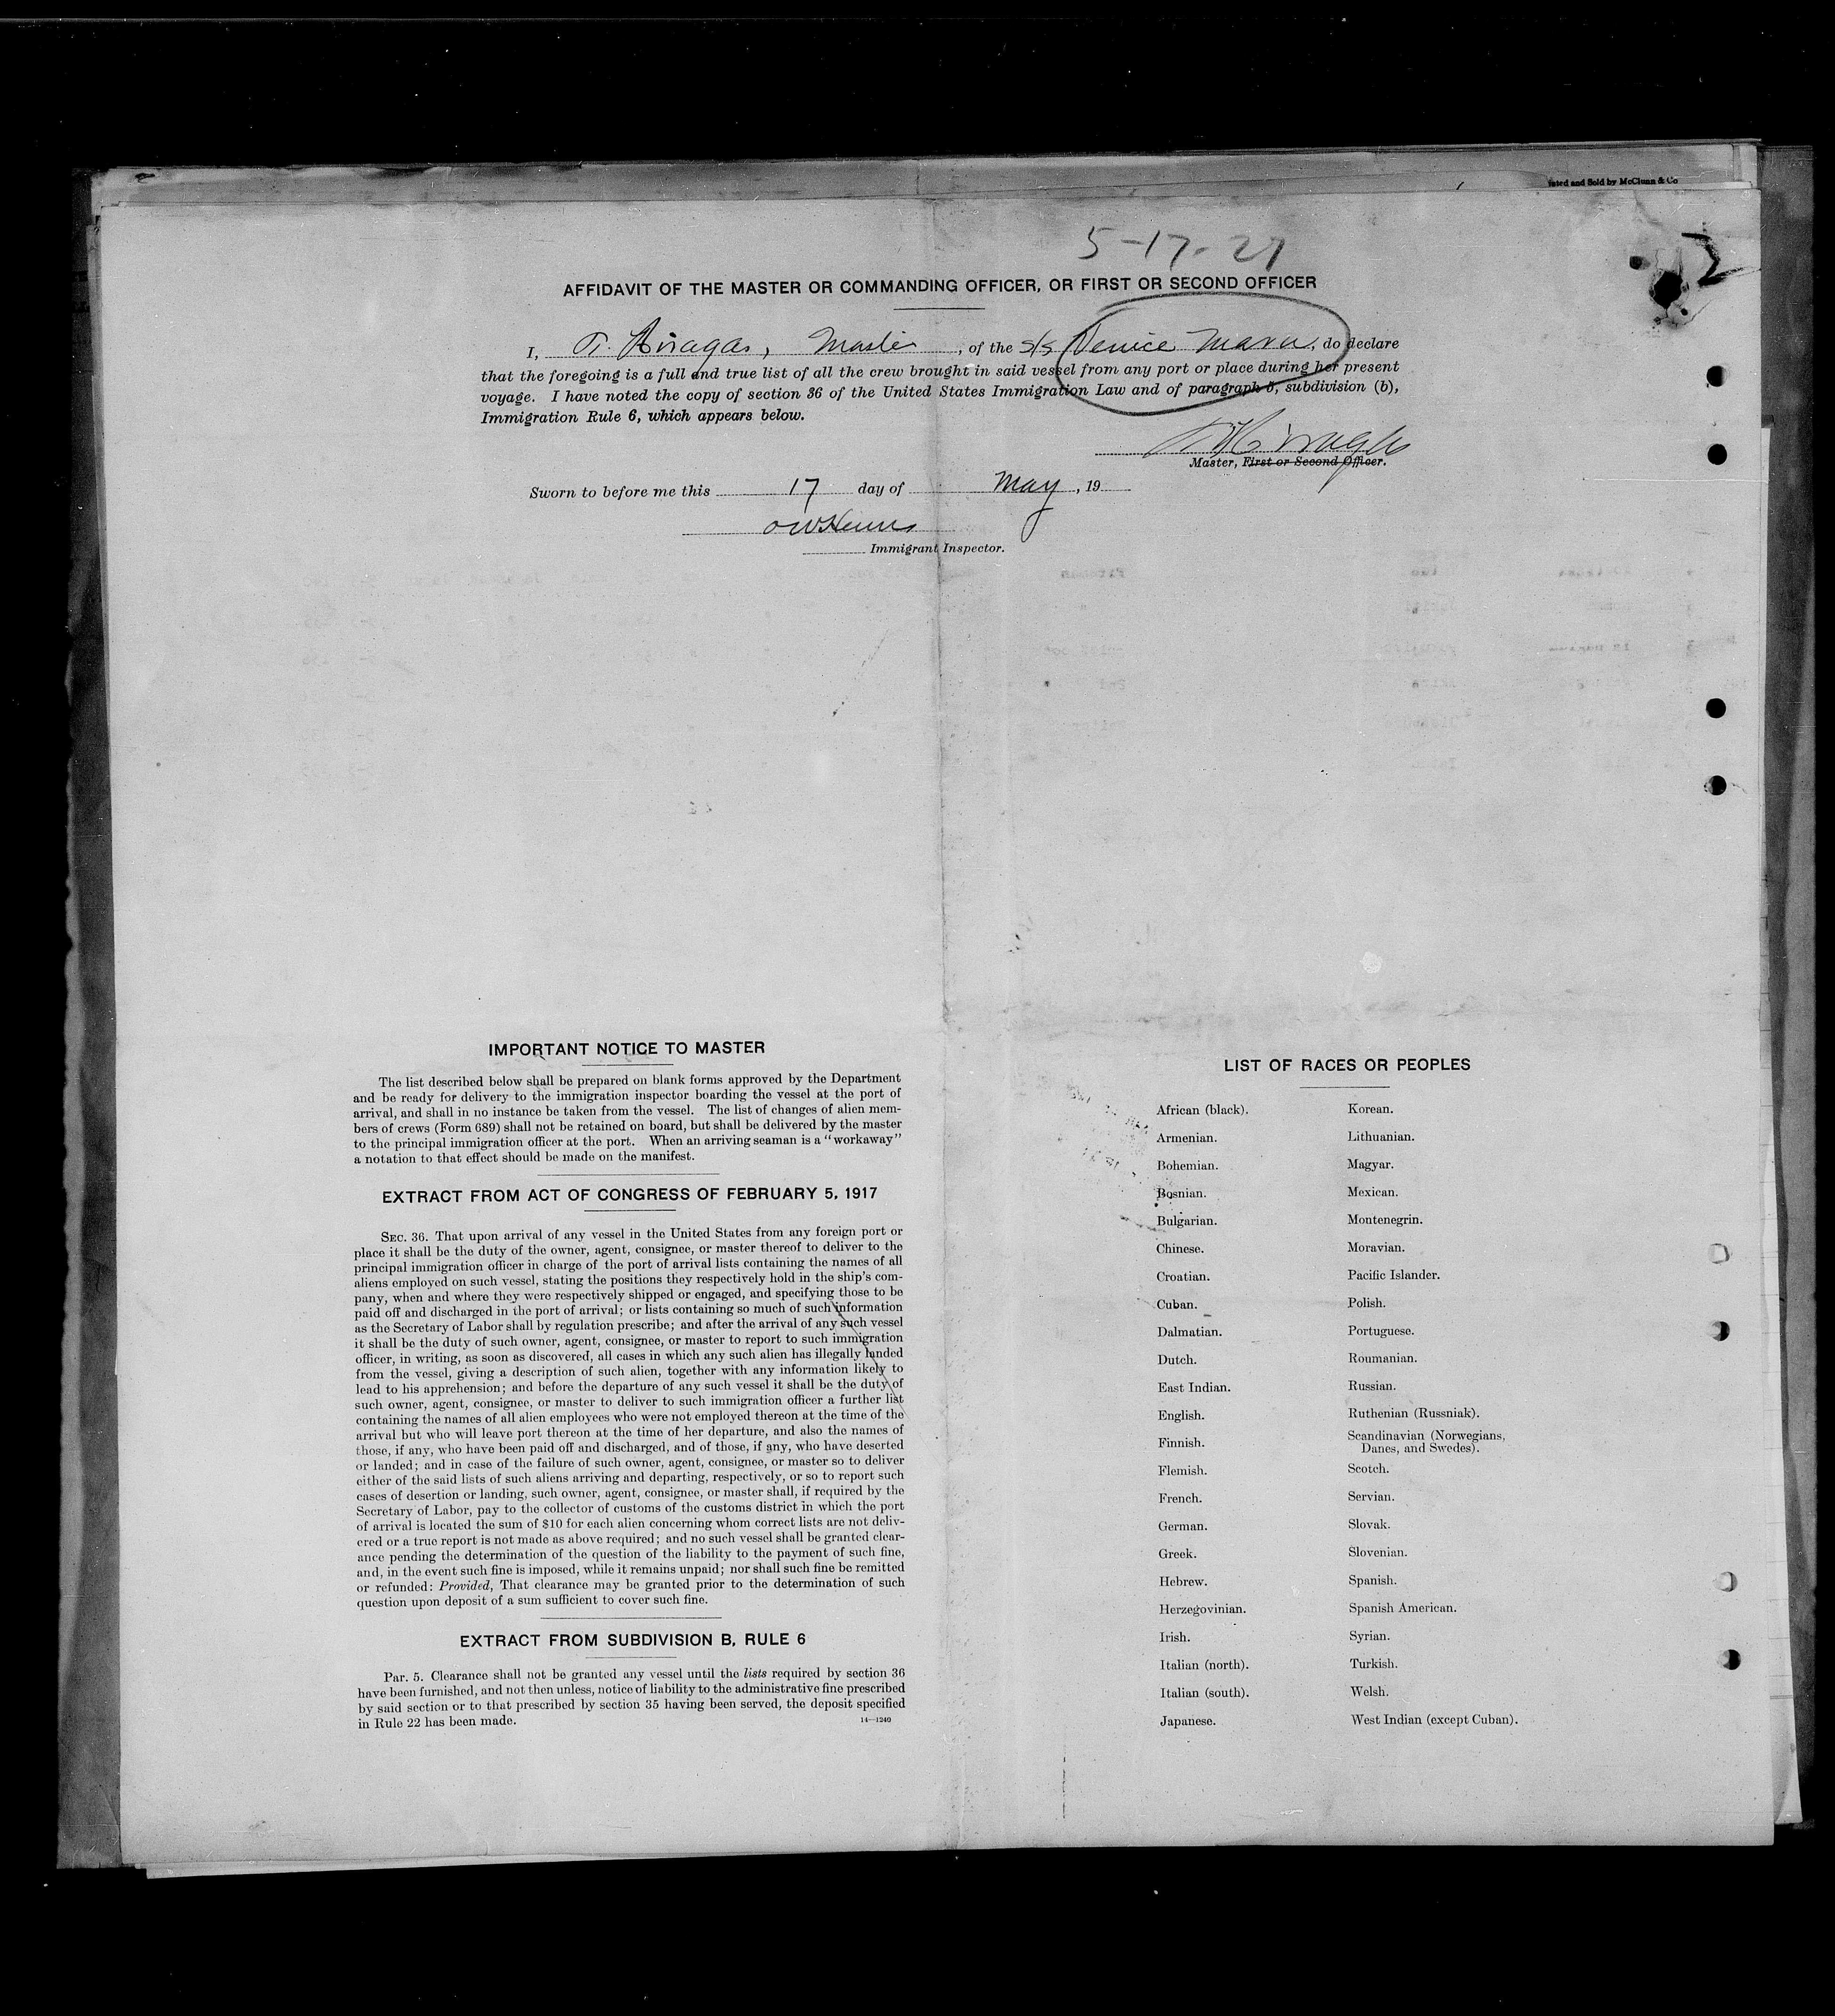 ted and Sold by McCluan & Co
5-17-27
2
AFFIDAVIT OF THE MASTER OR COMMANDING OFFICER, OR FIRST OR SECOND OFFICER
I, T. Hiragas, Master, of the S/S Venice Maru, do declare
that the foregoing is a full and true list of all the crew brought in said vessel from any port or place during her present
voyage. I have noted the copy of section 36 of the United States Immigration Law and of paragraph 5, subdivision (b),
Immigration Rule 6, which appears below.
Master, First or Second Officer.
Sworn to before me this 17 day of May, 19
Immigrant Inspector.
IMPORTANT NOTICE TO MASTER
The list described below shall be prepared on blank forms approved by the Department
and be ready for delivery to the immigration inspector boarding the vessel at the port of
arrival, and shall in no instance be taken from the vessel. The list of changes of alien mem-
bers of crews (Form 689) shall not be retained on board, but shall be delivered by the master
to the principal immigration officer at the port. When an arriving seaman is a "workaway"
a notation to that effect should be made on the manifest.
EXTRACT FROM ACT OF CONGRESS OF FEBRUARY 5, 1917
SEC. 36. That upon arrival of any vessel in the United States from any foreign port or
place it shall be the duty of the owner, agent, consignee, or master thereof to deliver to the
principal immigration officer in charge of the port of arrival lists containing the names of all
aliens employed on such vessel, stating the positions they respectively hold in the ship's com-
pany, when and where they were respectively shipped or engaged, and specifying those to be
paid off and discharged in the port of arrival; or lists containing so much of such information
as the Secretary of Labor shall by regulation prescribe; and after the arrival of any such vessel
it shall be the duty of such owner, agent, consignee, or master to report to such immigration
officer, in writing, as soon as discovered, all cases in which any such alien has illegally landed
from the vessel, giving a description of such alien, together with any information likely to
lead to his apprehension; and before the departure of any such vessel it shall be the duty of
such owner, agent, consignee, or master to deliver to such immigration officer a further list
containing the names of all alien employees who were not employed thereon at the time of the
arrival but who will leave port thereon at the time of her departure, and also the names of
those, if any, who have been paid off and discharged, and of those, if any, who have deserted
or landed; and in case of the failure of such owner, agent, consignee, or master so to deliver
either of the said lists of such aliens arriving and departing, respectively, or so to report such
cases of desertion or landing, such owner, agent, consignee, or master shall, if required by the
Secretary of Labor, pay to the collector of customs of the customs district in which the port
of arrival is located the sum of $10 for each alien concerning whom correct lists are not deliv-
ered or a true report is not made as above required; and no such vessel shall be granted clear-
ance pending the determination of the question of the liability to the payment of such fine,
and, in the event such fine is imposed, while it remains unpaid; nor shall such fine be remitted
or refunded: Provided, That clearance may be granted prior to the determination of such
question upon deposit of a sum sufficient to cover such fine.
EXTRACT FROM SUBDIVISION B, RULE 6
Par. 5. Clearance shall not be granted any vessel until the lists required by section 36
have been furnished, and not then unless, notice of liability to the administrative fine prescribed
by said section or to that prescribed by section 35 having been served, the deposit specified
in Rule 22 has been made.
14—1240
LIST OF RACES OR PEOPLES
African (black).
Armenian.
Bohemian.
Bosnian.
Bulgarian.
Chinese.
Croatian.
Cuban.
Dalmatian.
Dutch.
East Indian.
English.
Finnish.
Flemish.
French.
German.
Greek.
Hebrew.
Herzegovinian.
Irish.
Italian (north).
Italian (south).
Japanese.
Korean.
Lithuanian.
Magyar.
Mexican.
Montenegrin.
Moravian.
Pacific Islander.
Polish.
Portuguese.
Roumanian.
Russian.
Ruthenian (Russniak).
Scandinavian (Norwegians,
Danes, and Swedes).
Scotch.
Servian.
Slovak.
Slovenian.
Spanish.
Spanish American.
Syrian.
Turkish.
Welsh.
West Indian (except Cuban).